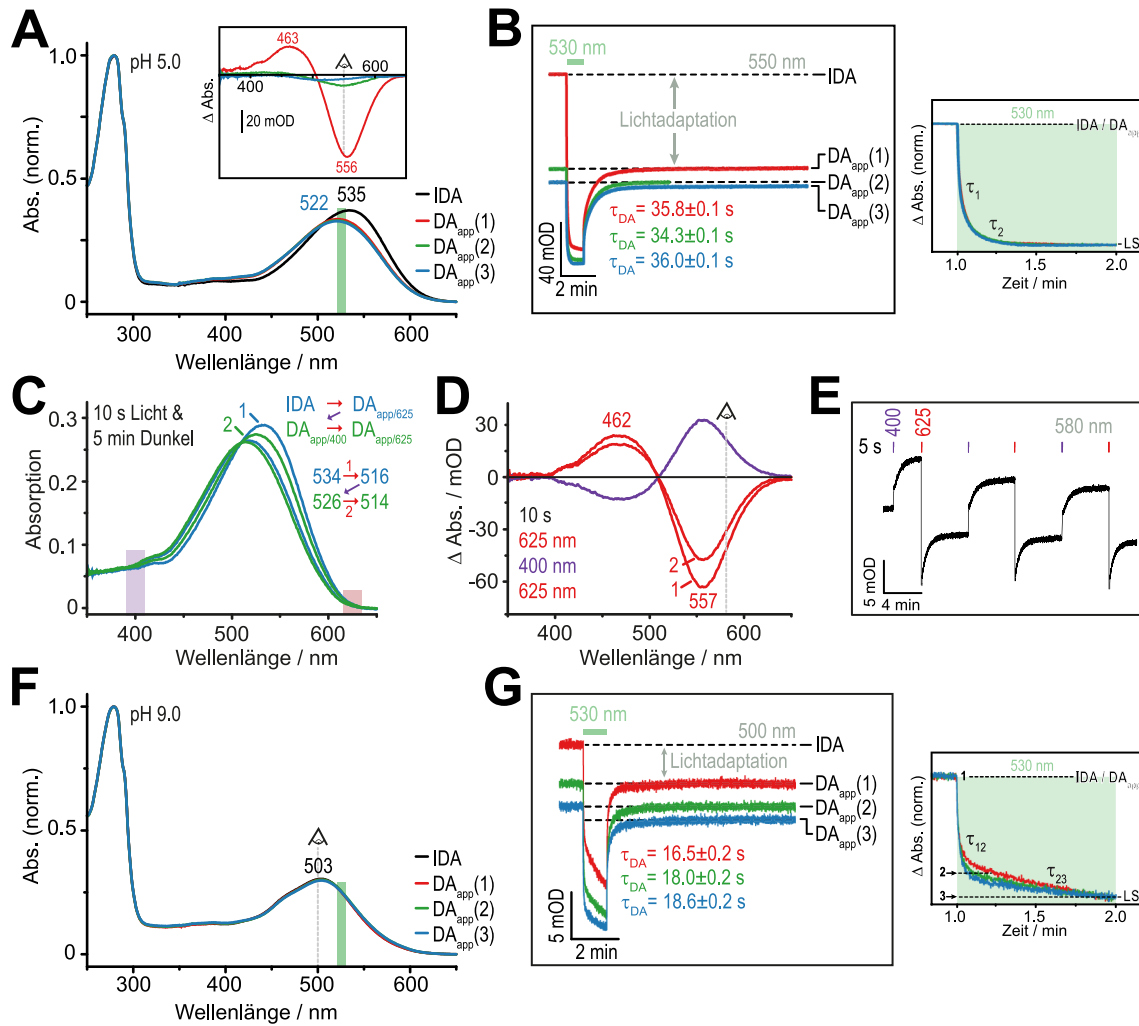 A
pH 5.0
Abs. (norm.)
1.0
0.5
0
300
400
500
600
Wellenlänge / nm
522
535
IDA
DAapp(1)
DAapp(2)
DAapp(3)
Δ Abs.
463
400
600
20 mOD
556
B
530 nm
550 nm
IDA
Lichtadaptation
DAapp(1)
DAapp(2)
DAapp(3)
τDA= 35.8±0.1 s
τDA= 34.3±0.1 s
τDA= 36.0±0.1 s
40 mOD
2 min
530 nm
IDA / DAapp
Δ Abs. (norm.)
τ1
τ2
LS
1.0
1.5
2.0
Zeit / min
C
10 s Licht &
5 min Dunkel
1
2
IDA → DAapp/625
DAapp/400 → DAapp/625
534 1→ 516
526 →2 514
Absorption
0.3
0.2
0.1
0
400
500
600
Wellenlänge / nm
D
Δ Abs. / mOD
30
0
-30
-60
462
10 s
625 nm
400 nm
625 nm
2
1
557
400
500
600
Wellenlänge / nm
E
5 s
400
625
580 nm
5 mOD
4 min
F
pH 9.0
Abs. (norm.)
1.0
0.5
0
503
IDA
DAapp(1)
DAapp(2)
DAapp(3)
300
400
500
600
Wellenlänge / nm
G
530 nm
500 nm
IDA
Lichtadaptation
DAapp(1)
DAapp(2)
DAapp(3)
τDA= 16.5±0.2 s
τDA= 18.0±0.2 s
τDA= 18.6±0.2 s
5 mOD
2 min
530 nm
1
IDA / DAapp
Δ Abs. (norm.)
τ12
2
τ23
3
LS
1.0
1.5
2.0
Zeit / min